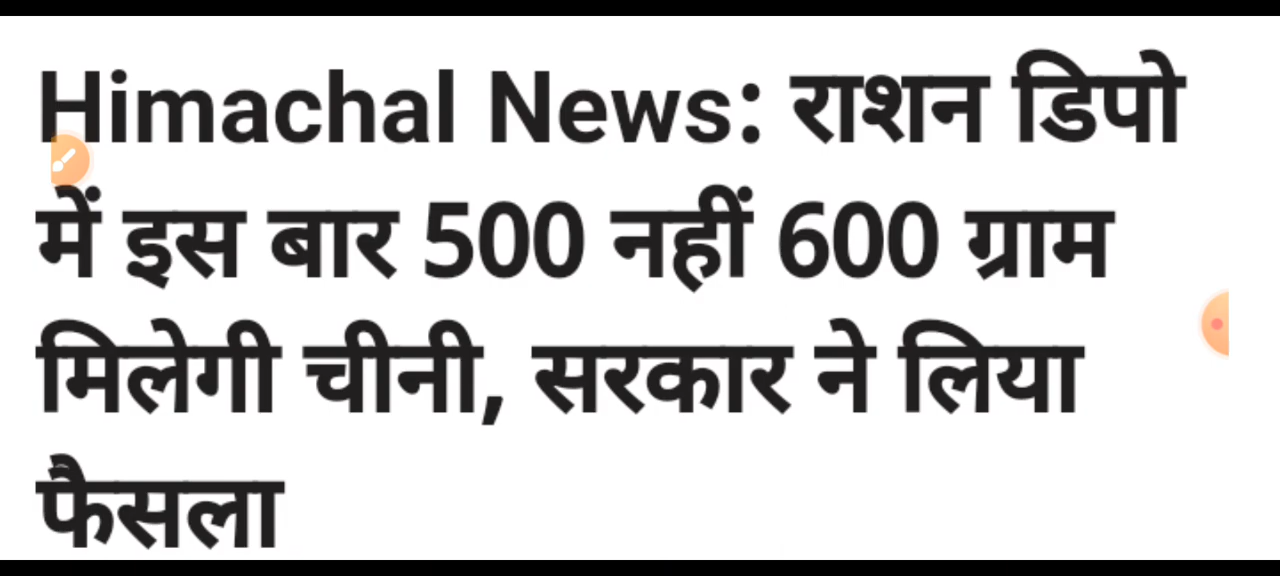 Himachal News: राशन डिपो
में इस बार 500 नहीं 600 ग्राम
मिलेगी चीनी, सरकार ने लिया
फैसला